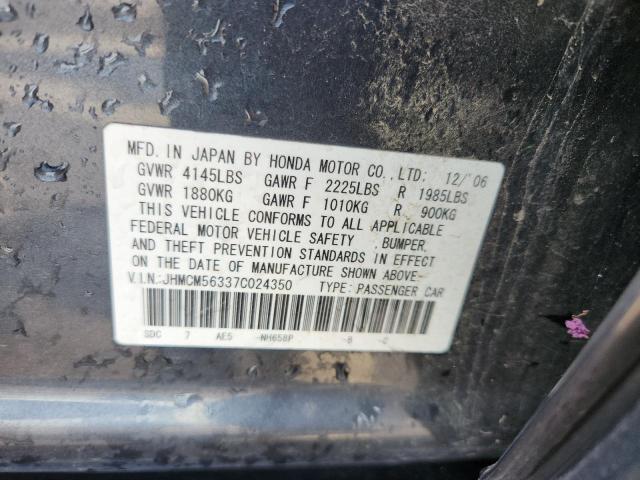 MFD. IN JAPAN BY HONDA MOTOR CO., LTD: 12/'06
GVWR 4145LBS GAWR F 2225LBS R 1985LBS
GVWR 1880KG GAWR F 1010KG R 900KG
THIS VEHICLE CONFORMS TO ALL APPLICABLE
FEDERAL MOTOR VEHICLE SAFETY , BUMPER,
AND THEFT PREVENTION STANDARDS IN EFFECT
ON THE DATE OF MANUFACTURE SHOWN ABOVE.
V.I.N.:JHMCM56337C024350 TYPE: PASSENGER CAR
SDC 7 AE5 -NH658P -B -C